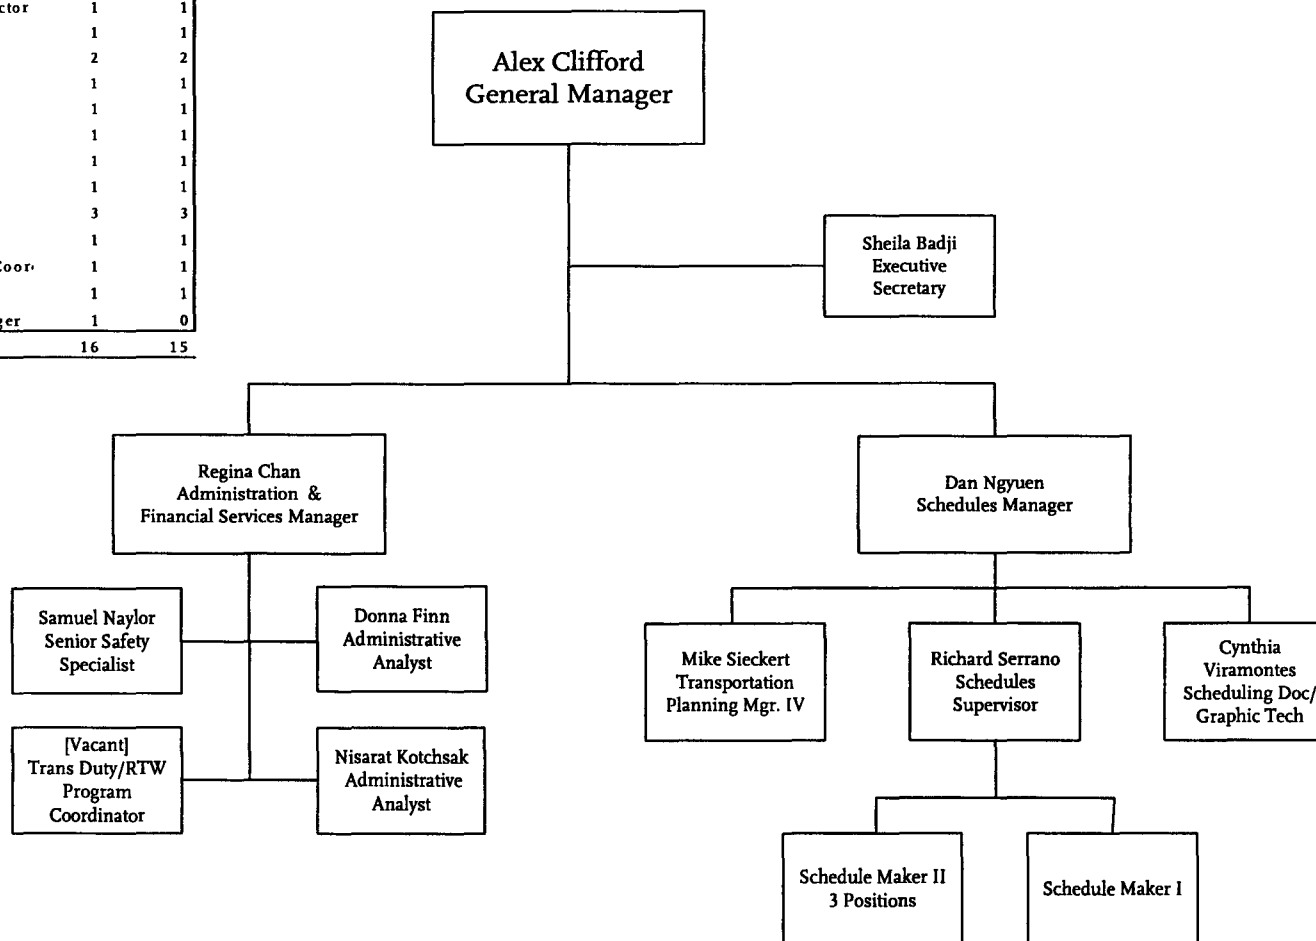 ctor 1 1
1 1
2 2
1 1
1 1
1 1
1 1
1 1
3 3
1 1
Coor 1 1
1 1
ger 1 0
16 15
Alex Clifford
General Manager
Sheila Badji
Executive
Secretary
Regina Chan
Administration &
Financial Services Manager
Dan Ngyuen
Schedules Manager
Samuel Naylor
Senior Safety
Specialist
Donna Finn
Administrative
Analyst
[Vacant]
Trans Duty/RTW
Program
Coordinator
Nisarat Kotchsak
Administrative
Analyst
Mike Sieckert
Transportation
Planning Mgr. IV
Richard Serrano
Schedules
Supervisor
Cynthia
Viramontes
Scheduling Doc/
Graphic Tech
Schedule Maker II
3 Positions
Schedule Maker I